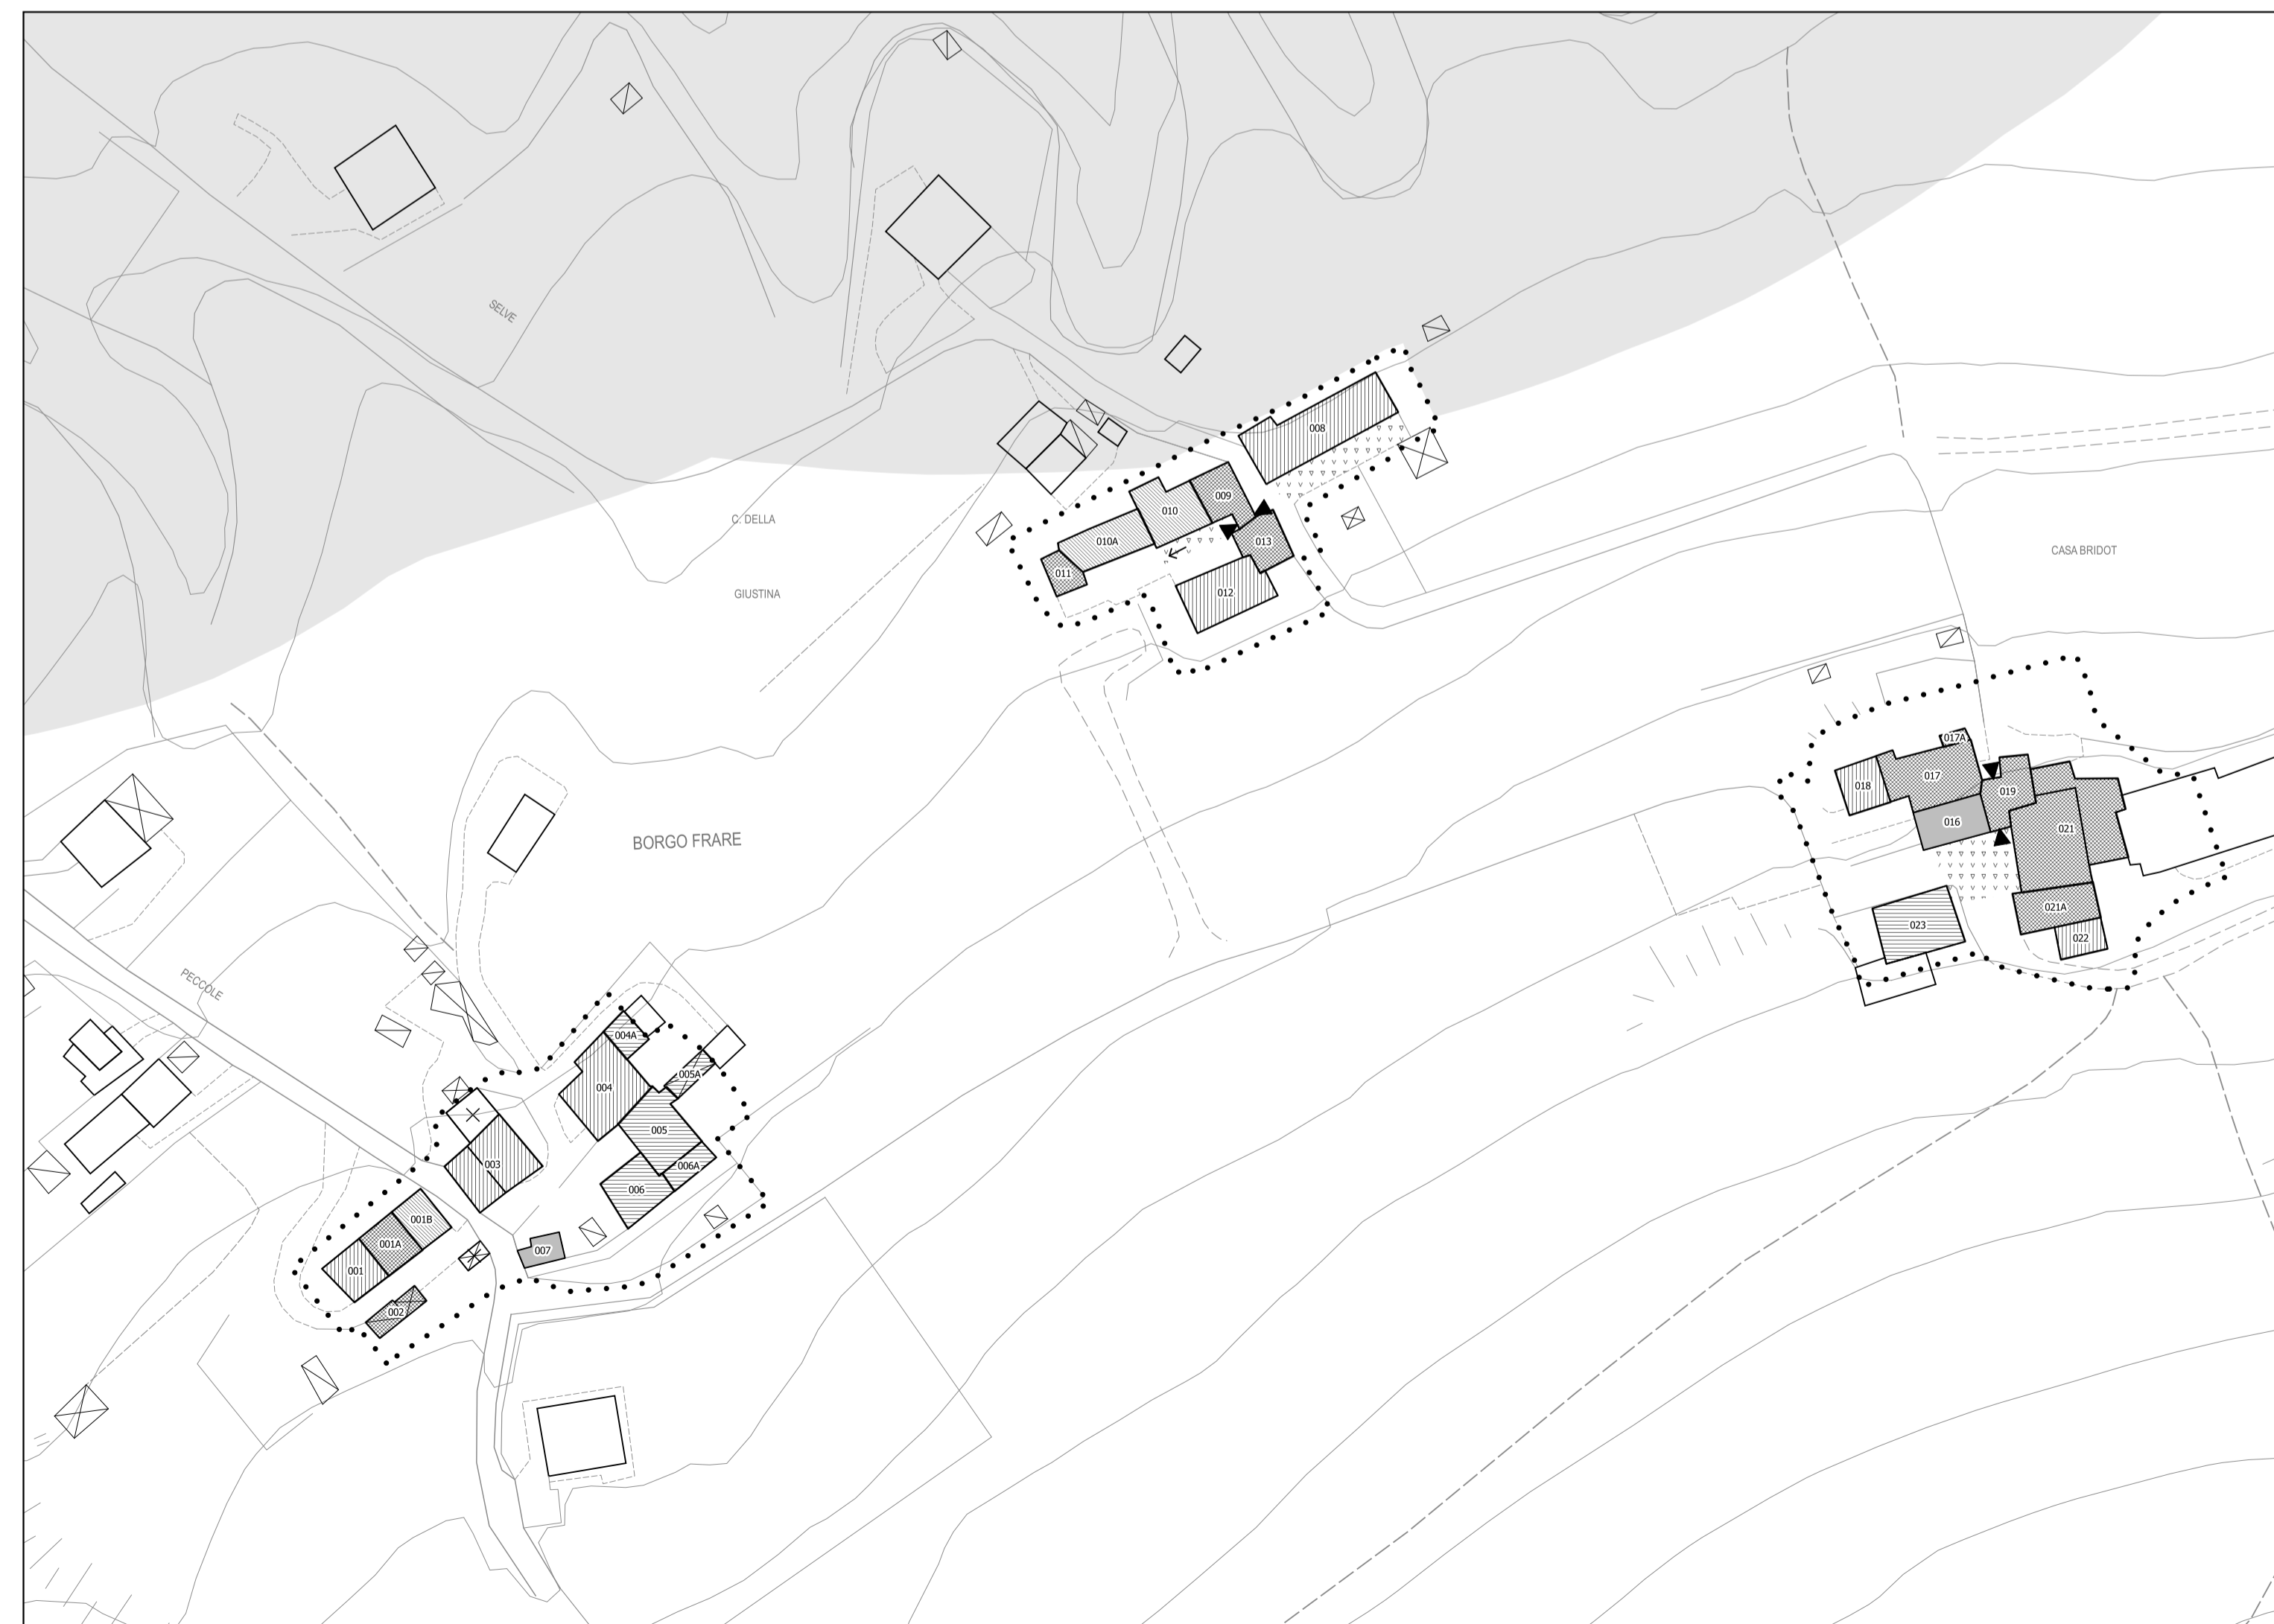 SELVE
008
009
010
C. DELLA
010A
013
CASA BRIDOT
011
GIUSTINA
012
017A
017
018
019
016
021
BORGO FRARE
021A
023
022
PECCOLE
004A
005A
004
005
003
006A
006
001B
001A
007
001
002